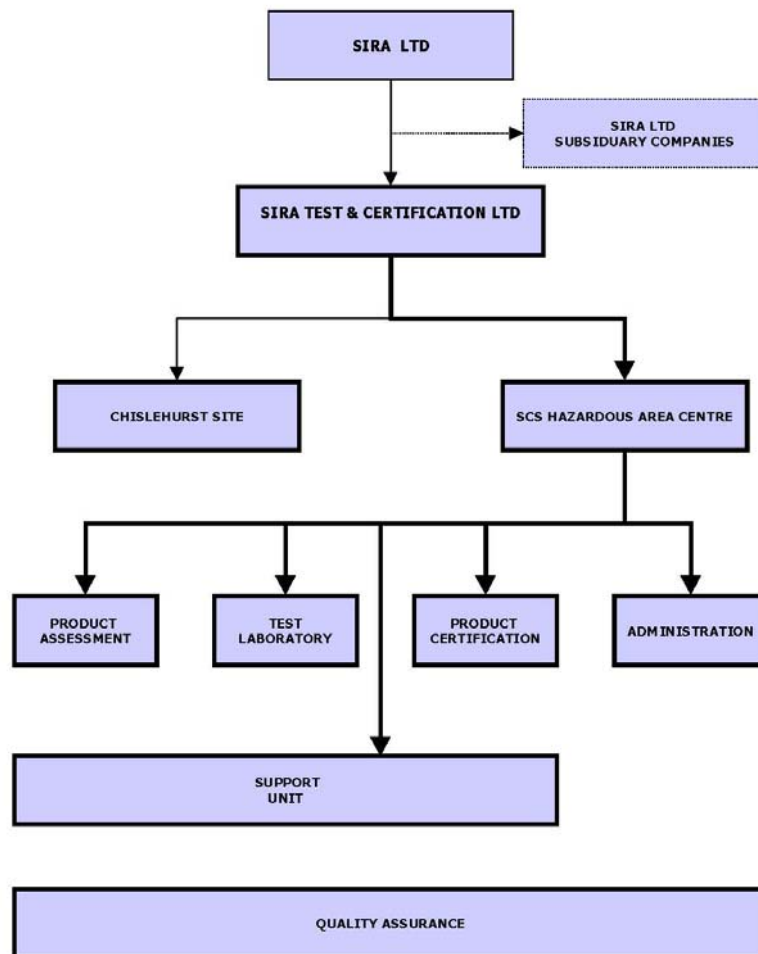 SIRA LTD
SIRA LTD
SUBSIDUARY COMPANIES
SIRA TEST & CERTIFICATION LTD
CHISLEHURST SITE
SCS HAZARDOUS AREA CENTRE
PRODUCT
ASSESSMENT
TEST
LABORATORY
PRODUCT
CERTIFICATION
ADMINISTRATION
SUPPORT
UNIT
QUALITY ASSURANCE